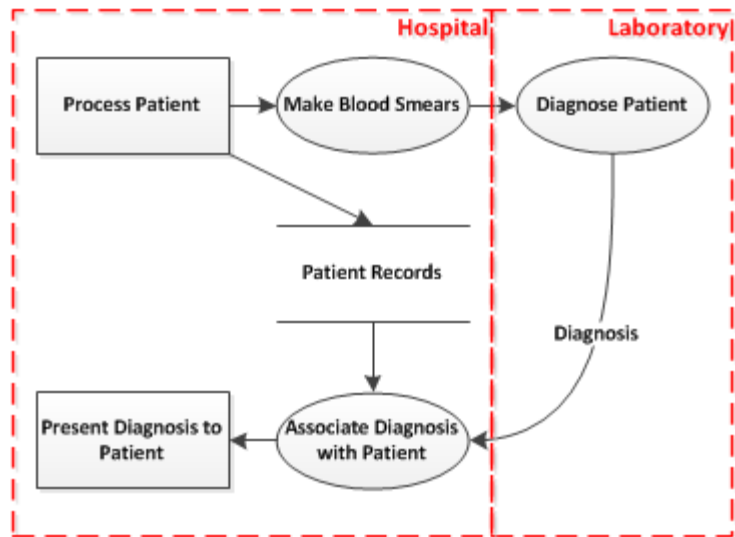 Hospital
Laboratory
Process Patient
Make Blood Smears
Diagnose Patient
Patient Records
Diagnosis
Present Diagnosis to
Patient
Associate Diagnosis
with Patient